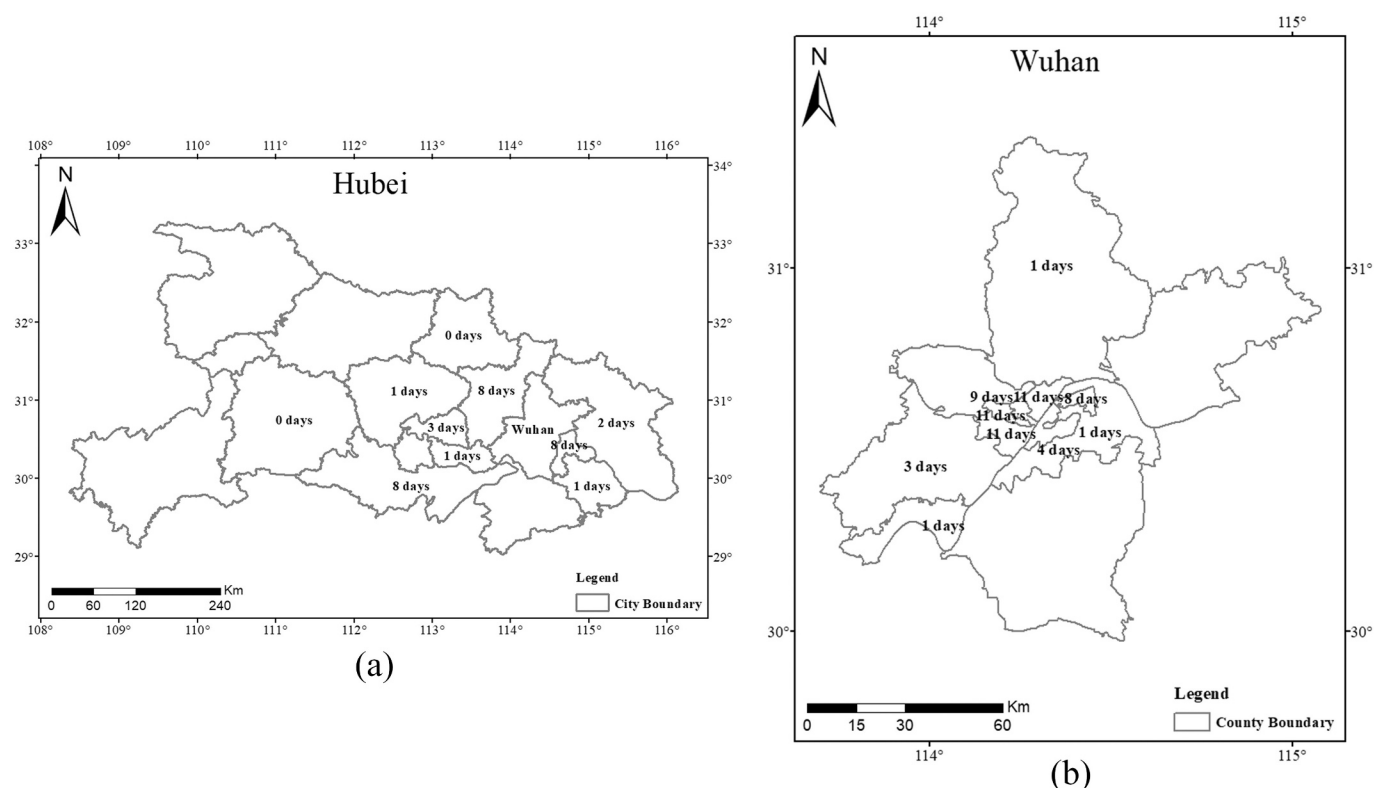 108° 109° 110° 111° 112° 113° 114° 115° 116°
34°
N
Hubei
33° 33°
32° 0 days 32°
31° 1 days 8 days 31°
0 days 3 days Wuhan 2 days
8 days
1 days
30° 8 days 1 days 30°
29° 29°
Legend
Km
0 60 120 240
City Boundary
108° 109° 110° 111° 112° 113° 114° 115° 116°
(a)
114° 115°
N
Wuhan
31° 1 days 31°
9 days 11 days 8 days
11 days
11 days 1 days
4 days
3 days
1 days
30° 30°
Legend
Km
0 15 30 60
County Boundary
114° 115°
(b)